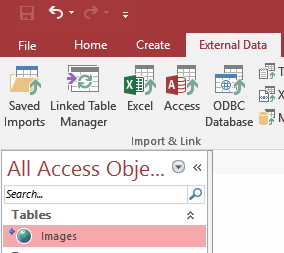 File Home Create External Data
Saved Imports Linked Table Manager Excel Access ODBC Database
Import & Link
All Access Obje...
Search...
Tables
Images